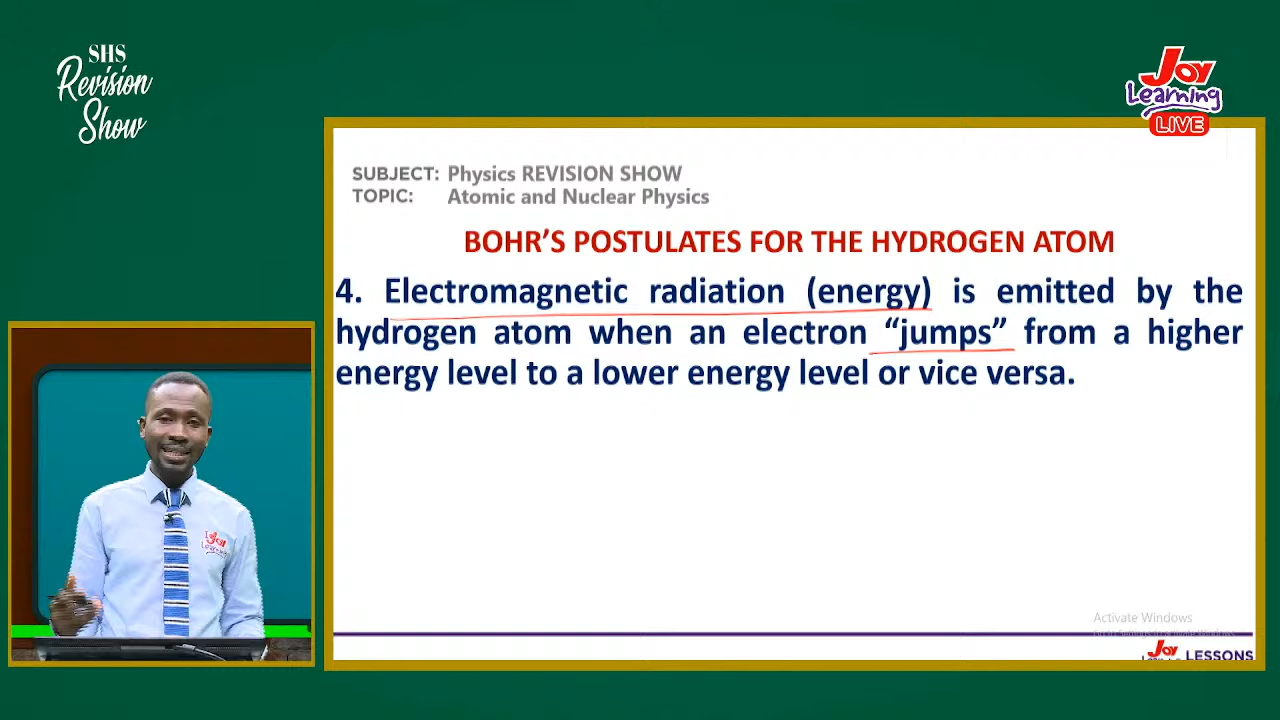 SHS
Revision
Show
Joy
Learning
LIVE
SUBJECT: Physics REVISION SHOW
TOPIC: Atomic and Nuclear Physics
BOHR’S POSTULATES FOR THE HYDROGEN ATOM
4. Electromagnetic radiation (energy) is emitted by the
hydrogen atom when an electron “jumps” from a higher
energy level to a lower energy level or vice versa.
Joy
Activate Windows
Joy
LESSONS